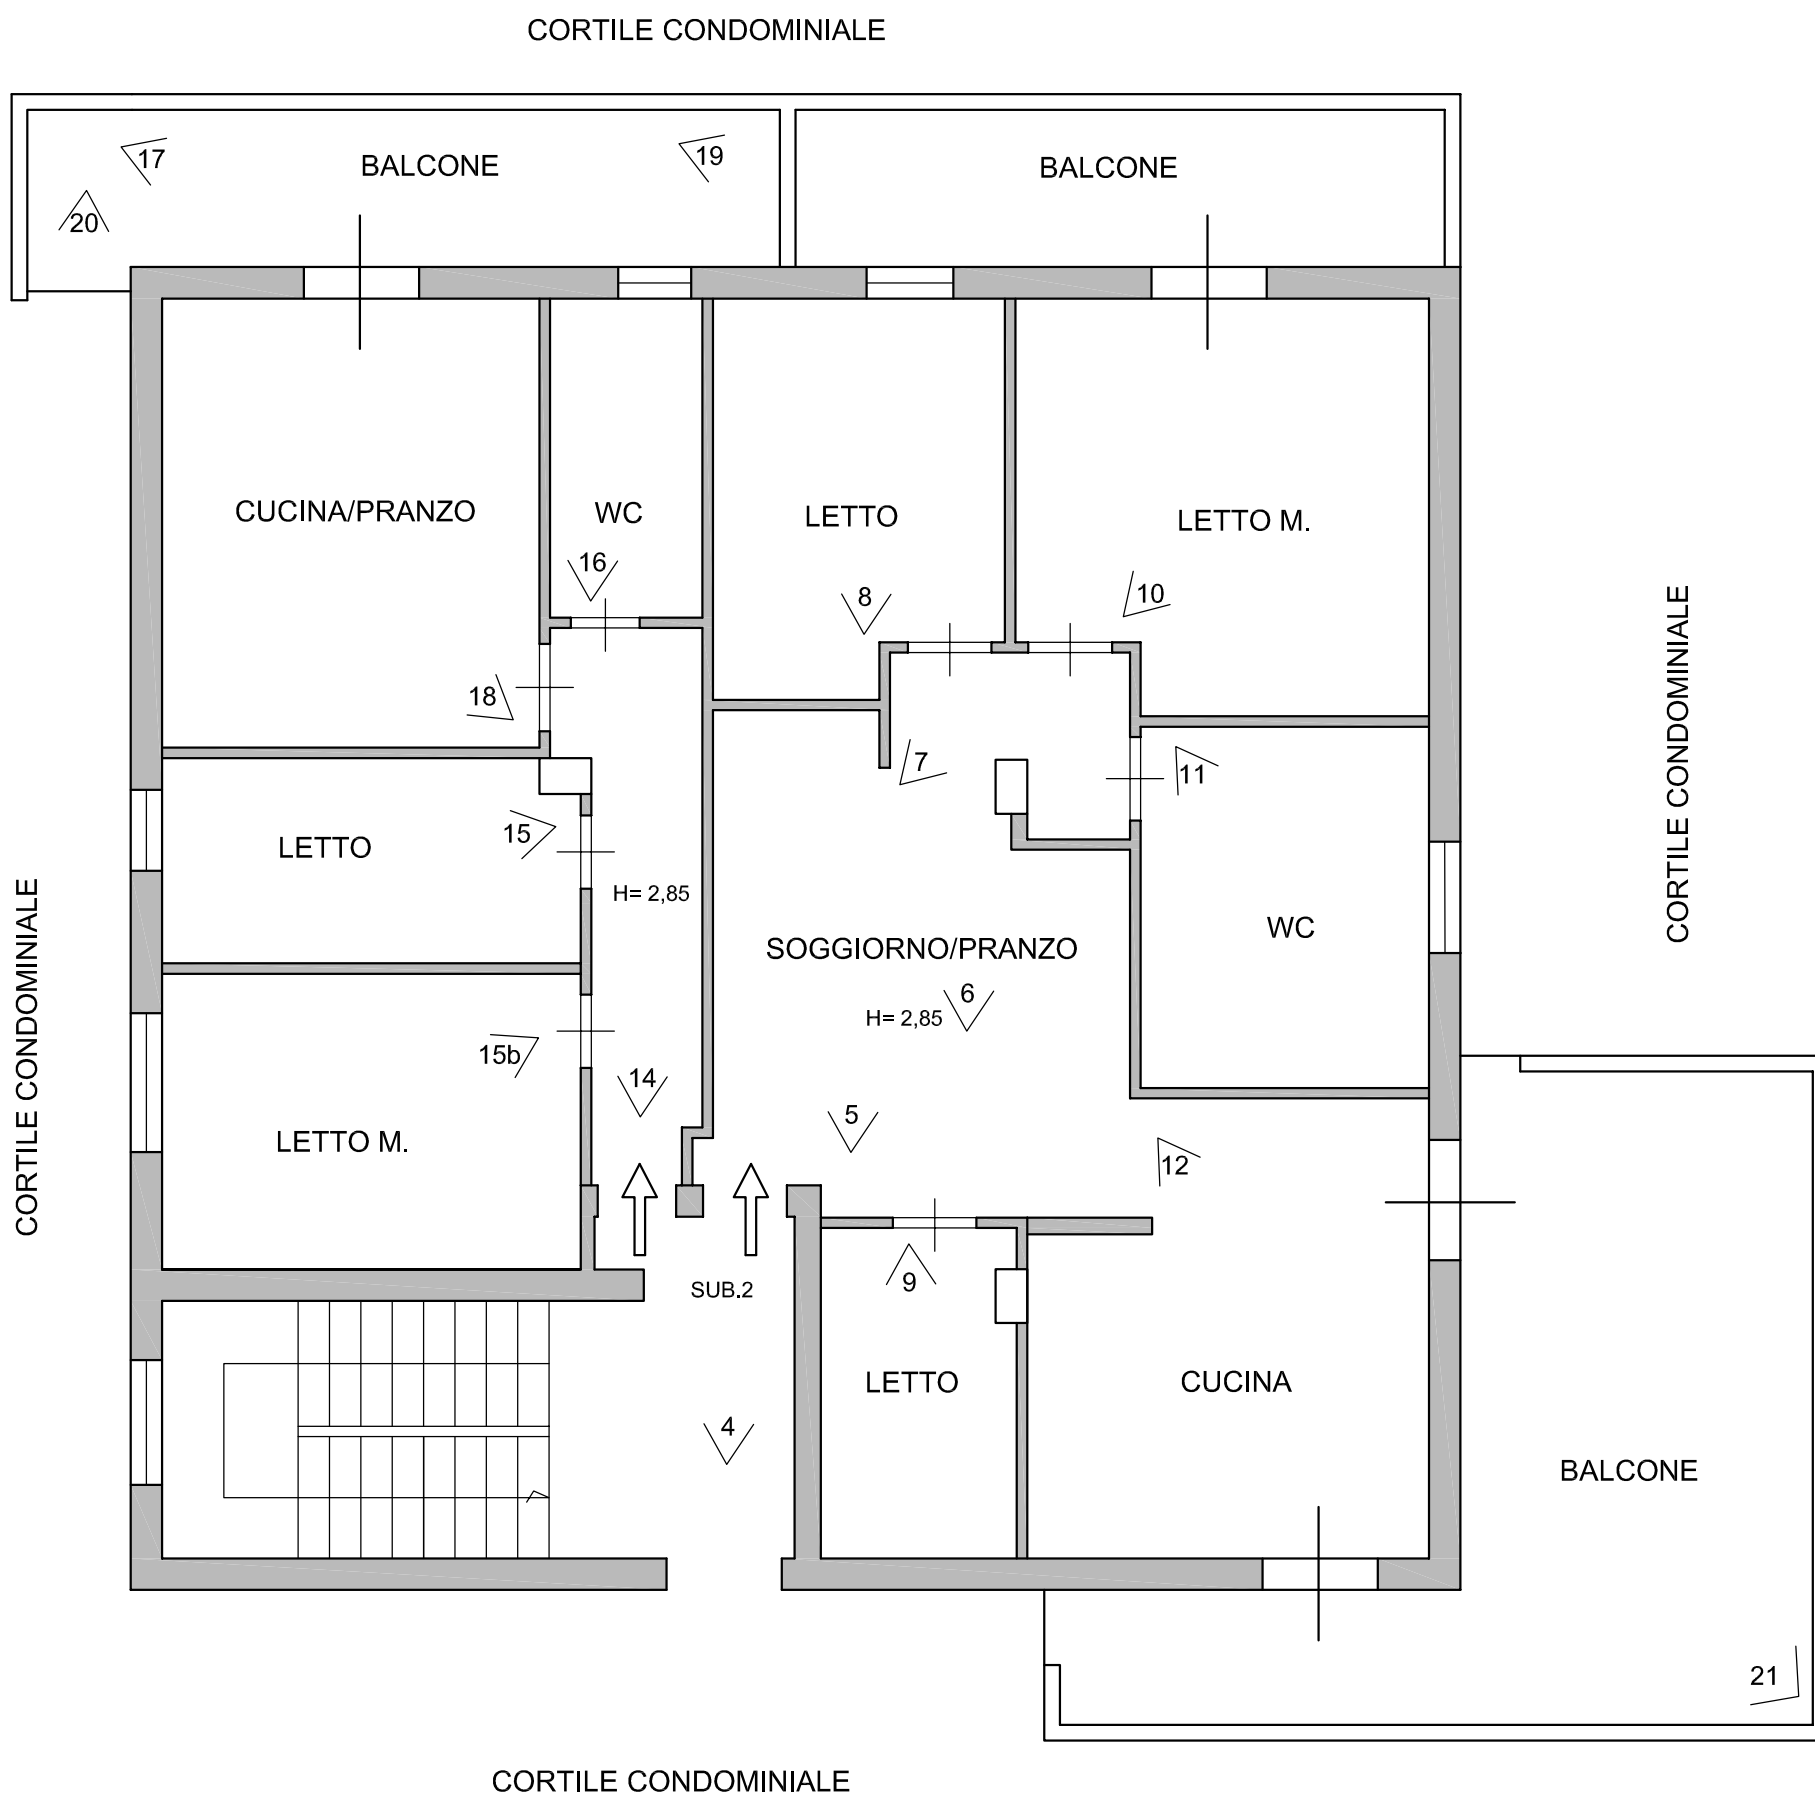 CORTILE CONDOMINIALE
17
BALCONE
19
BALCONE
20
CUCINA/PRANZO
WC
LETTO
LETTO M.
16
8
10
CORTILE CONDOMINIALE
18
7
11
15
LETTO
H= 2,85
CORTILE CONDOMINIALE
SOGGIORNO/PRANZO
WC
6
H= 2,85
15b
14
5
LETTO M.
12
9
SUB.2
LETTO
CUCINA
4
BALCONE
21
CORTILE CONDOMINIALE